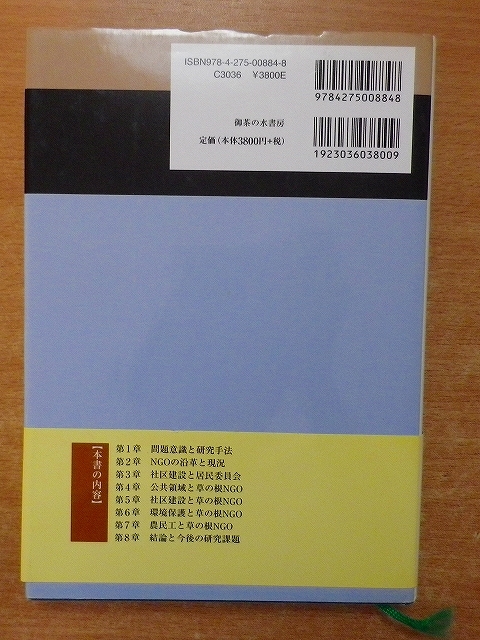 ISBN978-4-275-00884-8
C3036 ¥3800E
9784275008848
御茶の水書房
定価(本体3800円+税)
1923036038009
【本書の内容】
第1章 問題意識と研究手法
第2章 NGOの沿革と現況
第3章 社区建設と居民委員会
第4章 公共領域と草の根NGO
第5章 社区建設と草の根NGO
第6章 環境保護と草の根NGO
第7章 農民工と草の根NGO
第8章 結論と今後の研究課題